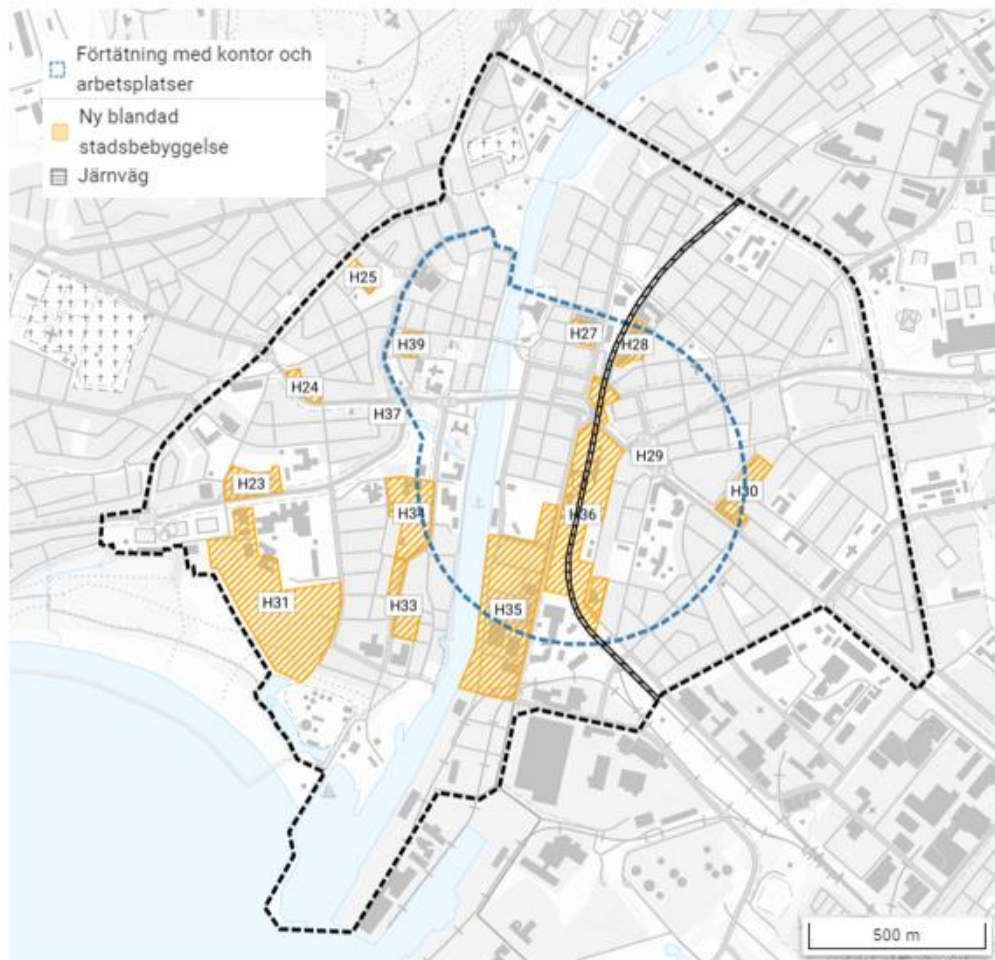 Förtätning med kontor och
arbetsplatser
Ny blandad
stadsbebyggelse
Järnväg
H25
H27
H28
H39
H24
H37
H29
H23
H30
H34
H36
H31
H33
H35
500 m